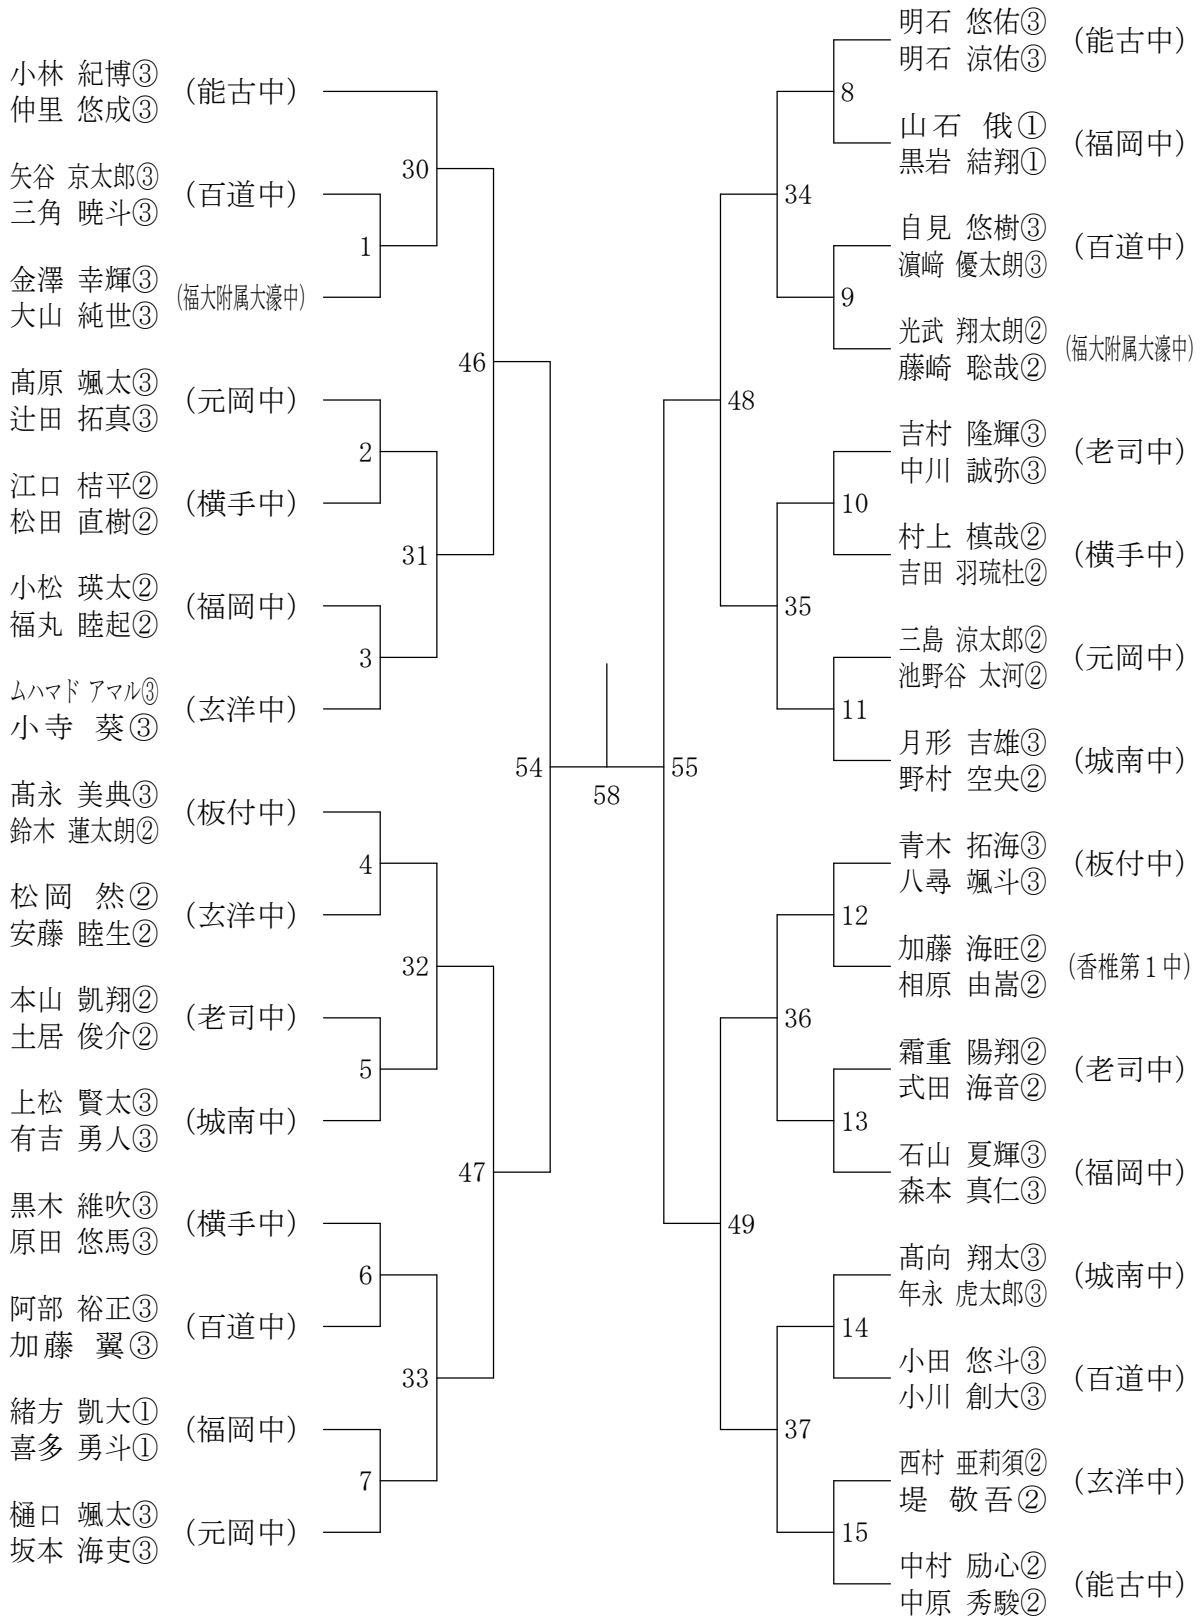 小林 紀博③
仲里 悠成③
(能古中)
矢谷 京太郎③
三角 暁斗③
(百道中)
金澤 幸輝③
大山 純世③
(福大附属大濠中)
髙原 颯太③
辻田 拓真③
(元岡中)
江口 桔平②
松田 直樹②
(横手中)
小松 瑛太②
福丸 睦起②
(福岡中)
ムハマド アマル③
小寺 葵③
(玄洋中)
髙永 美典③
鈴木 蓮太朗②
(板付中)
松岡 然②
安藤 睦生②
(玄洋中)
本山 凱翔②
土居 俊介②
(老司中)
上松 賢太③
有吉 勇人③
(城南中)
黒木 維吹③
原田 悠馬③
(横手中)
阿部 裕正③
加藤 翼③
(百道中)
緒方 凱大①
喜多 勇斗①
(福岡中)
樋口 颯太③
坂本 海吏③
(元岡中)
1
2
3
4
5
6
7
30
31
32
33
46
47
54
58
55
48
49
34
35
36
37
8
9
10
11
12
13
14
15
明石 悠佑③
明石 涼佑③
(能古中)
山石 俄①
黒岩 結翔①
(福岡中)
自見 悠樹③
濵﨑 優太朗③
(百道中)
光武 翔太朗②
藤崎 聡哉②
(福大附属大濠中)
吉村 隆輝③
中川 誠弥③
(老司中)
村上 槙哉②
吉田 羽琉杜②
(横手中)
三島 涼太郎②
池野谷 太河②
(元岡中)
月形 吉雄③
野村 空央②
(城南中)
青木 拓海③
八尋 颯斗③
(板付中)
加藤 海旺②
相原 由嵩②
(香椎第1中)
霜重 陽翔②
式田 海音②
(老司中)
石山 夏輝③
森本 真仁③
(福岡中)
髙向 翔太③
年永 虎太郎③
(城南中)
小田 悠斗③
小川 創大③
(百道中)
西村 亜莉須②
堤 敬吾②
(玄洋中)
中村 励心②
中原 秀駿②
(能古中)